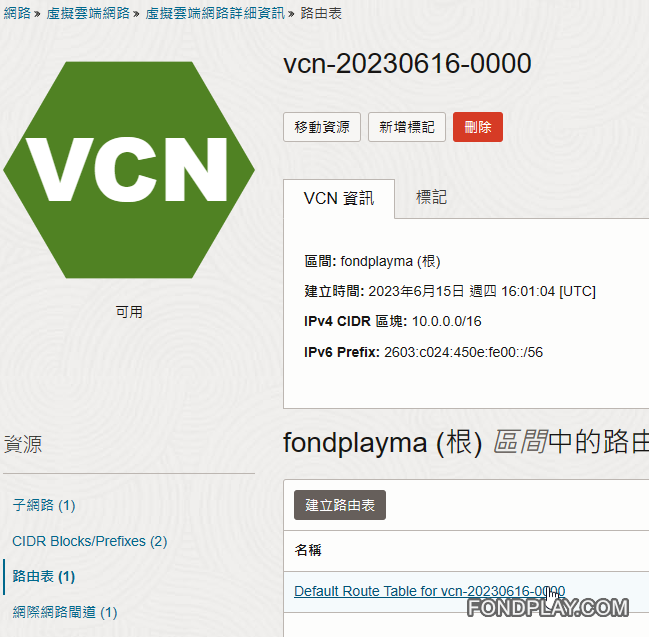 網路 » 虛擬雲端網路 » 虛擬雲端網路詳細資訊 » 路由表
VCN
可用
vcn-20230616-0000
移動資源 新增標記 刪除
VCN 資訊 標記
區間: fondplayma (根)
建立時間: 2023年6月15日 週四 16:01:04 [UTC]
IPv4 CIDR 區塊: 10.0.0.0/16
IPv6 Prefix: 2603:c024:450e:fe00::/56
資源
子網路 (1)
CIDR Blocks/Prefixes (2)
路由表 (1)
網際網路閘道 (1)
fondplayma (根) 區間中的路由
建立路由表
名稱
Default Route Table for vcn-20230616-0000
FONDPLAY.COM